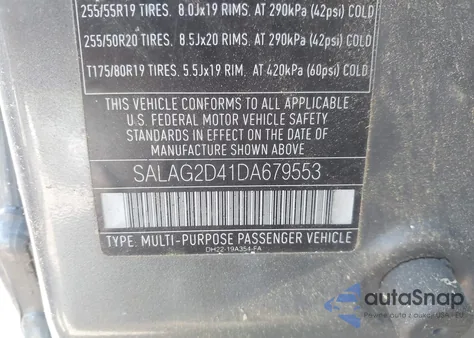 255/55R19 TIRES. 8.0Jx19 RIMS. AT 290kPa (42psi) COLD
255/50R20 TIRES. 8.5Jx20 RIMS. AT 290kPa (42psi) COLD
T175/80R19 TIRES. 5.5Jx19 RIM. AT 420kPa (60psi) COLD
THIS VEHICLE CONFORMS TO ALL APPLICABLE
U.S. FEDERAL MOTOR VEHICLE SAFETY
STANDARDS IN EFFECT ON THE DATE OF
MANUFACTURE SHOWN ABOVE
SALAG2D41DA679553
TYPE: MULTI-PURPOSE PASSENGER VEHICLE
DH22-19A354-FA
autaSnap